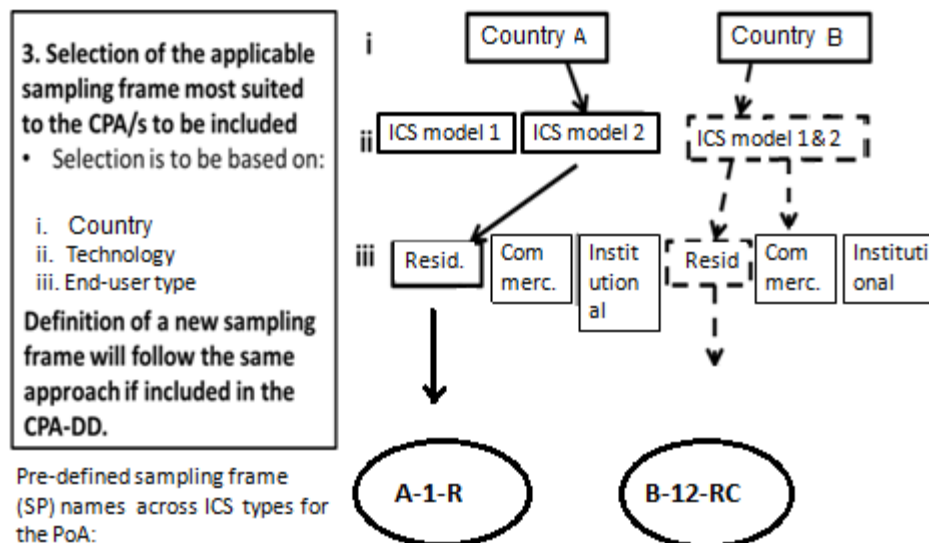 3. Selection of the applicable
sampling frame most suited
to the CPA/s to be included
• Selection is to be based on:
i. Country
ii. Technology
iii. End-user type
Definition of a new sampling
frame will follow the same
approach if included in the
CPA-DD.
Pre-defined sampling frame
(SP) names across ICS types for
the PoA:
i
Country A
Country B
ii
ICS model 1
ICS model 2
ICS model 1&2
iii
Resid.
Com
merc.
Instit
ution
al
Resid
Com
merc.
Instituti
onal
A-1-R
B-12-RC